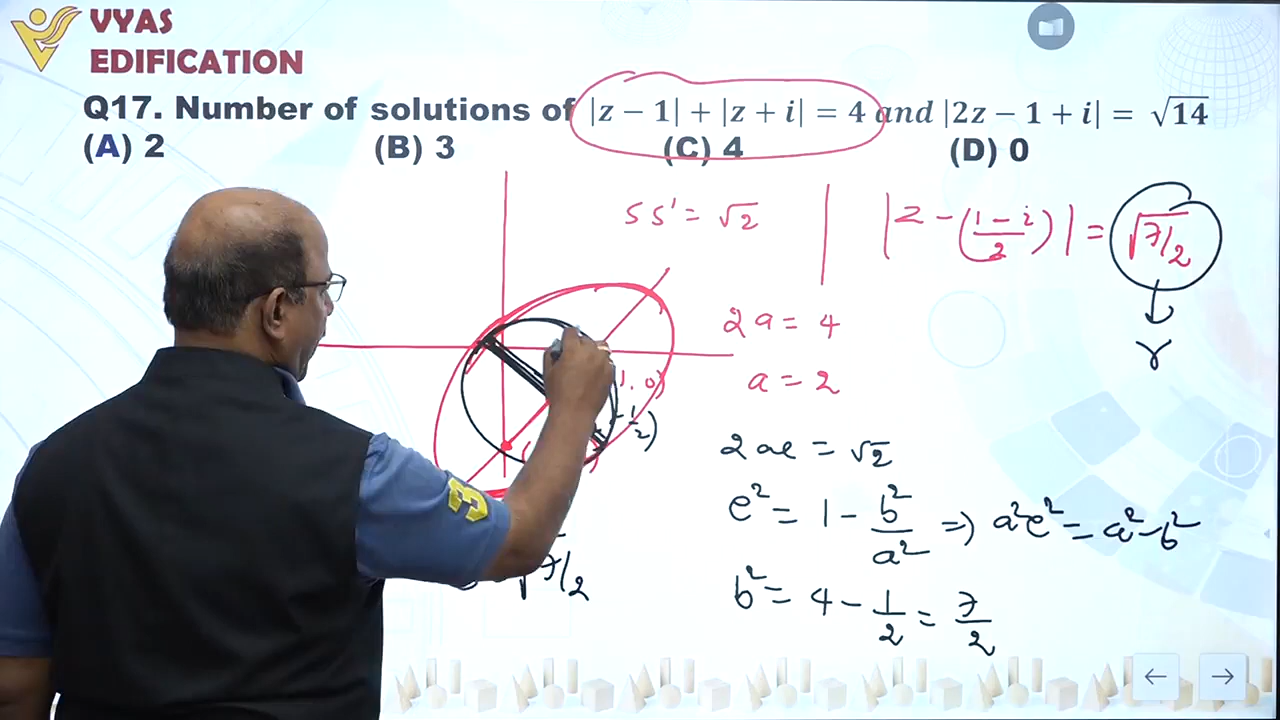 VYAS
EDIFICATION
Q17. Number of solutions of |z − 1| + |z + i| = 4 and |2z − 1 + i| = √14
(A) 2 (B) 3 (C) 4 (D) 0
SS' = √2
|z − (1 − i / 2)| = √7/2
r
2a = 4
a = 2
(1, 0)
2ae = √2
e² = 1 − b²/a² ⇒ a²e² = a² − b²
b² = 4 − 1/2 = 7/2
√7/2
3
← →